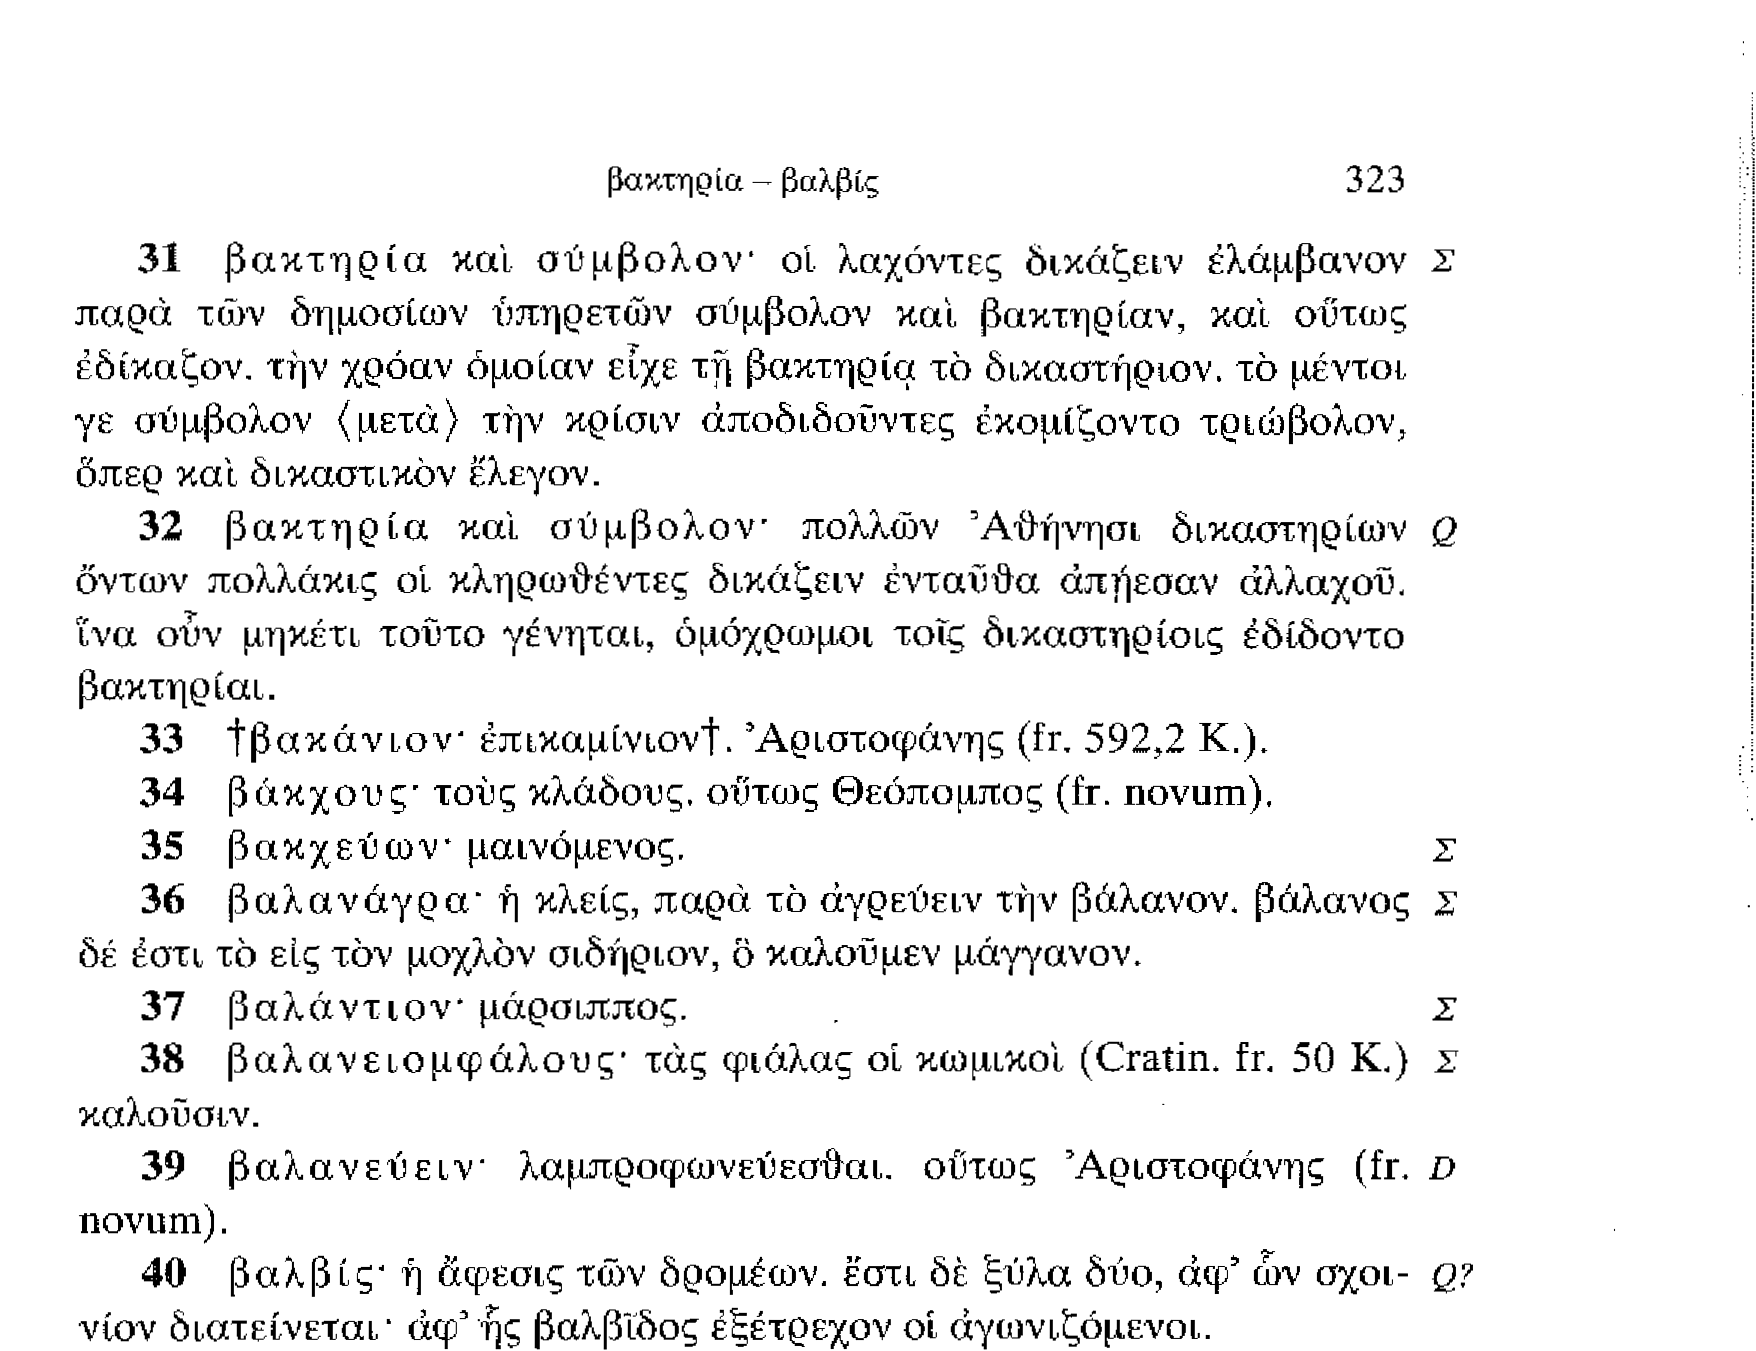 βακτηρία – βαλβίς 323
31 βακτηρία καὶ σύμβολον· οἱ λαχόντες δικάζειν ἐλάμβανον Σ
παρὰ τῶν δημοσίων ὑπηρετῶν σύμβολον καὶ βακτηρίαν, καὶ οὕτως
ἐδίκαζον. τὴν χρόαν ὁμοίαν εἶχε τῇ βακτηρίᾳ τὸ δικαστήριον. τὸ μέντοι
γε σύμβολον ⟨μετὰ⟩ τὴν κρίσιν ἀποδιδοῦντες ἐκομίζοντο τριώβολον,
ὅπερ καὶ δικαστικὸν ἔλεγον.
32 βακτηρία καὶ σύμβολον· πολλῶν Ἀθήνησι δικαστηρίων Q
ὄντων πολλάκις οἱ κληρωθέντες δικάζειν ἐνταῦθα ἀπῄεσαν ἀλλαχοῦ.
ἵνα οὖν μηκέτι τοῦτο γένηται, ὁμόχρωμοι τοῖς δικαστηρίοις ἐδίδοντο
βακτηρίαι.
33 †βακάνιον· ἐπικαμίνιον†. Ἀριστοφάνης (fr. 592,2 K.).
34 βάκχους· τοὺς κλάδους. οὕτως Θεόπομπος (fr. novum).
35 βακχεύων· μαινόμενος. Σ
36 βαλανάγρα· ἡ κλείς, παρὰ τὸ ἀγρεύειν τὴν βάλανον. βάλανος Σ
δέ ἐστι τὸ εἰς τὸν μοχλὸν σιδήριον, ὃ καλοῦμεν μάγγανον.
37 βαλάντιον· μάρσιππος. Σ
38 βαλανειομφάλους· τὰς φιάλας οἱ κωμικοὶ (Cratin. fr. 50 K.) Σ
καλοῦσιν.
39 βαλανεύειν· λαμπροφωνεύεσθαι. οὕτως Ἀριστοφάνης (fr. D
novum).
40 βαλβίς· ἡ ἄφεσις τῶν δρομέων. ἔστι δὲ ξύλα δύο, ἀφ’ ὧν σχοι- Q?
νίον διατείνεται· ἀφ’ ἧς βαλβῖδος ἐξέτρεχον οἱ ἀγωνιζόμενοι.